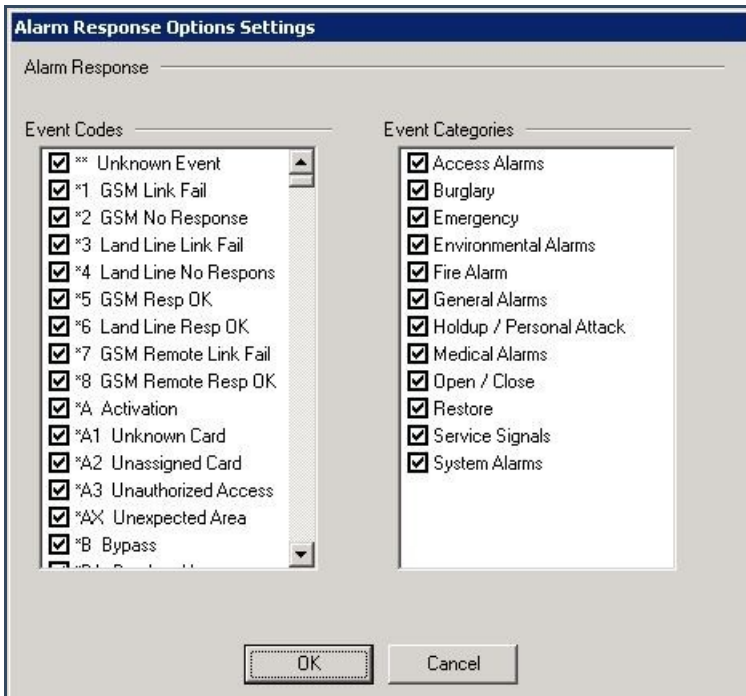 Alarm Response Options Settings
Alarm Response
Event Codes
** Unknown Event
*1 GSM Link Fail
*2 GSM No Response
*3 Land Line Link Fail
*4 Land Line No Respons
*5 GSM Resp OK
*6 Land Line Resp OK
*7 GSM Remote Link Fail
*8 GSM Remote Resp OK
*A Activation
*A1 Unknown Card
*A2 Unassigned Card
*A3 Unauthorized Access
*AX Unexpected Area
*B Bypass
Event Categories
Access Alarms
Burglary
Emergency
Environmental Alarms
Fire Alarm
General Alarms
Holdup / Personal Attack
Medical Alarms
Open / Close
Restore
Service Signals
System Alarms
OK
Cancel